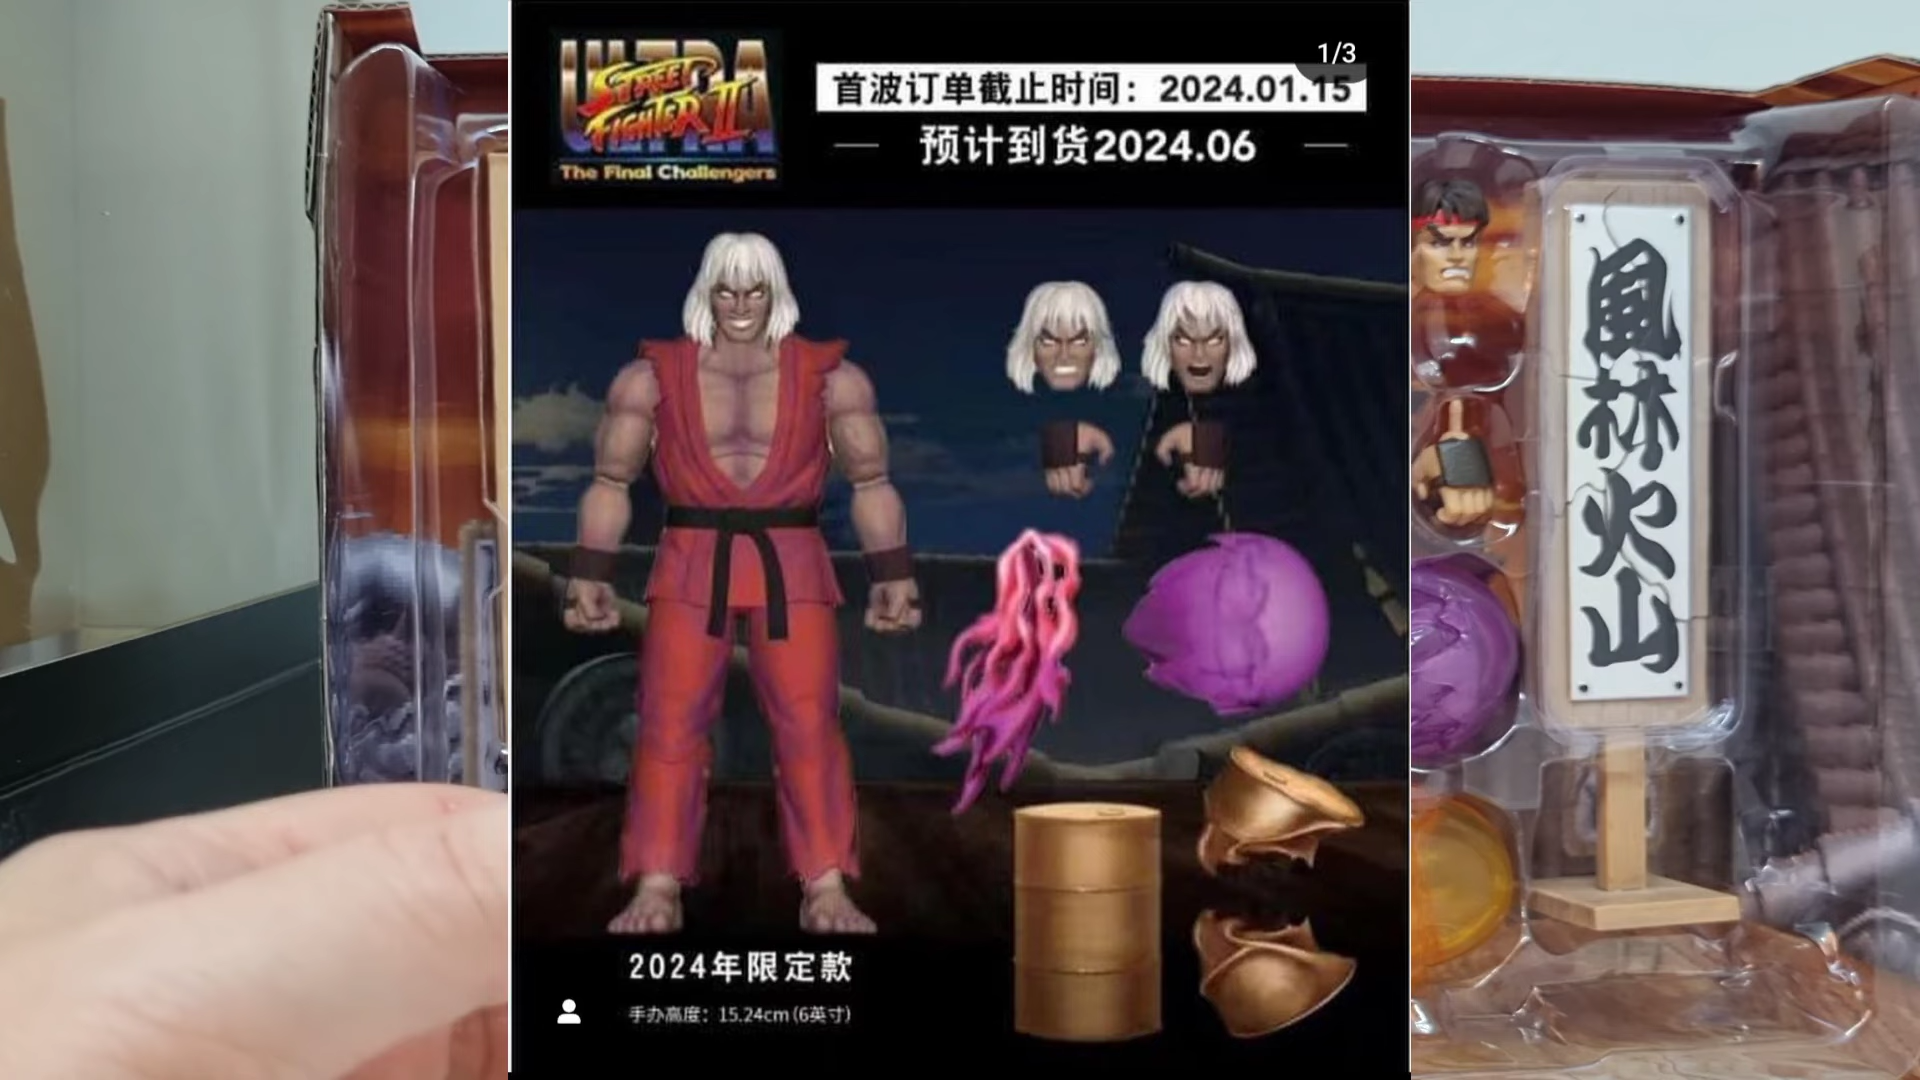 ULTRA
STREET
FIGHTER II
The Final Challengers
1/3
首波订单截止时间：2024.01.15
预计到货2024.06
2024年限定款
手办高度：15.24cm(6英寸)
風
林
火
山